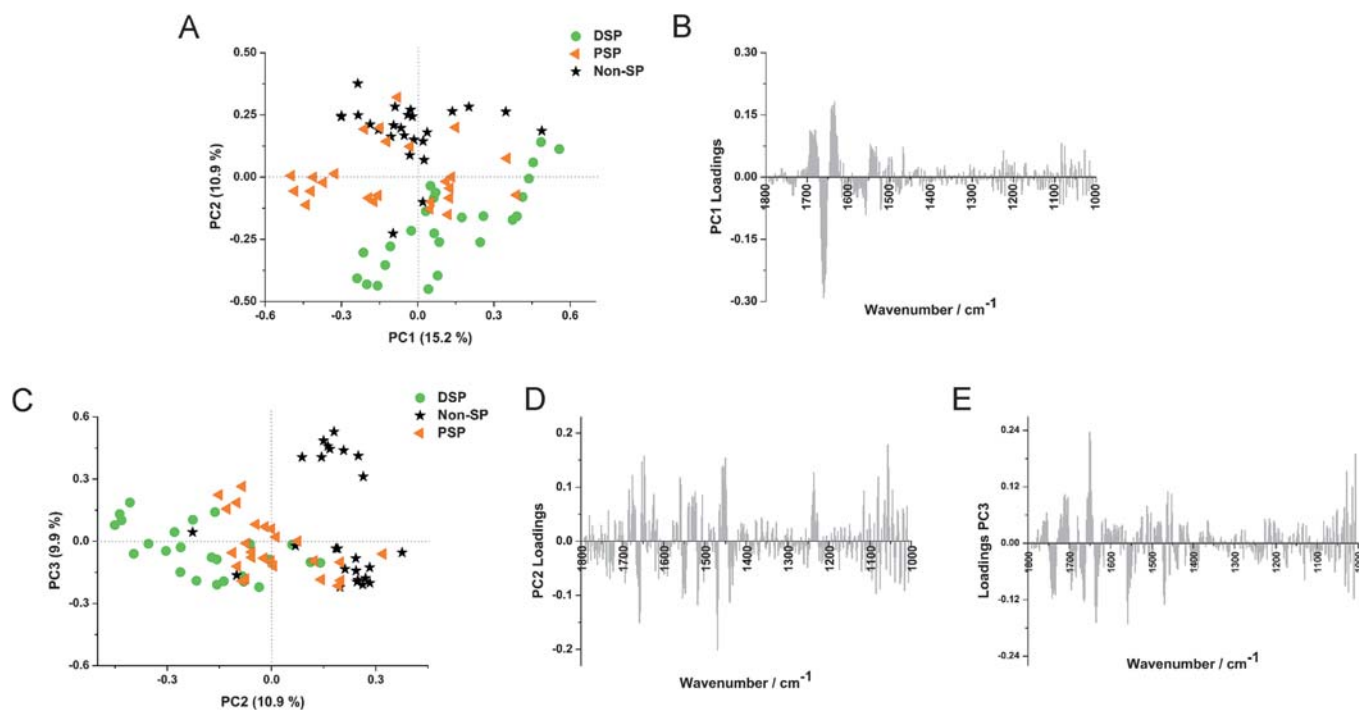 A
DSP
PSP
Non-SP
0.50
0.25
0.00
-0.25
-0.50
PC2 (10.9 %)
-0.6
-0.3
0.0
0.3
0.6
PC1 (15.2 %)
B
0.30
0.15
0.00
-0.15
-0.30
PC1 Loadings
1800
1700
1600
1500
1400
1300
1200
1100
1000
Wavenumber / cm⁻¹
C
DSP
Non-SP
PSP
0.6
0.3
0.0
-0.3
-0.6
PC3 (9.9 %)
-0.3
0.0
0.3
PC2 (10.9 %)
D
0.2
0.1
0.0
-0.1
-0.2
PC2 Loadings
1800
1700
1600
1500
1400
1300
1200
1100
1000
Wavenumber / cm⁻¹
E
0.24
0.12
0.00
-0.12
-0.24
Loadings PC3
1800
1700
1600
1500
1400
1300
1200
1100
1000
Wavenumber / cm⁻¹